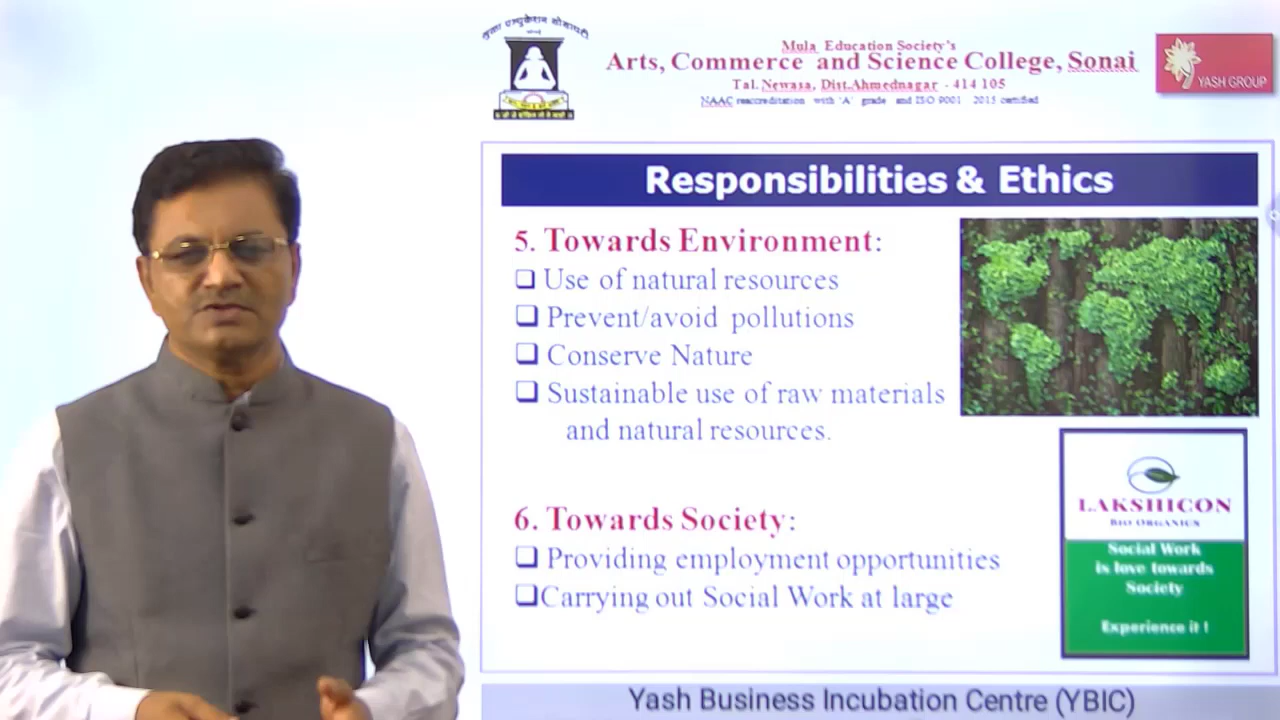 Mula Education Society's
Arts, Commerce and Science College, Sonai
Tal. Newasa, Dist.Ahmednagar - 414 105
NAAC reaccreditation with 'A' grade and ISO 9001 2015 certified
YASH GROUP
Responsibilities & Ethics
5. Towards Environment:
❑ Use of natural resources
❑ Prevent/avoid pollutions
❑ Conserve Nature
❑ Sustainable use of raw materials
and natural resources.
6. Towards Society:
❑ Providing employment opportunities
❑Carrying out Social Work at large
LAKSHICON
BIO ORGANICS
Social Work
is love towards
Society
Experience it !
Yash Business Incubation Centre (YBIC)